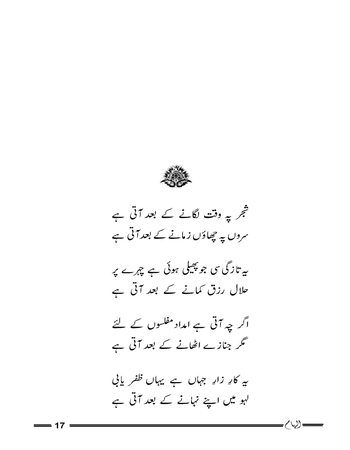 شجر پہ وقت لگانے کے بعد آتی ہے
سروں پہ چھاؤں زمانے کے بعد آتی ہے
یہ تازگی سی جو پھیلی ہوئی ہے چہرے پر
حلال رزق کمانے کے بعد آتی ہے
اگر چہ آتی ہے امداد مفلسوں کے لئے
مگر جنازے اٹھانے کے بعد آتی ہے
یہ کار زارِ جہاں ہے یہاں ظفر یابی
لہو میں اپنے نہانے کے بعد آتی ہے
17